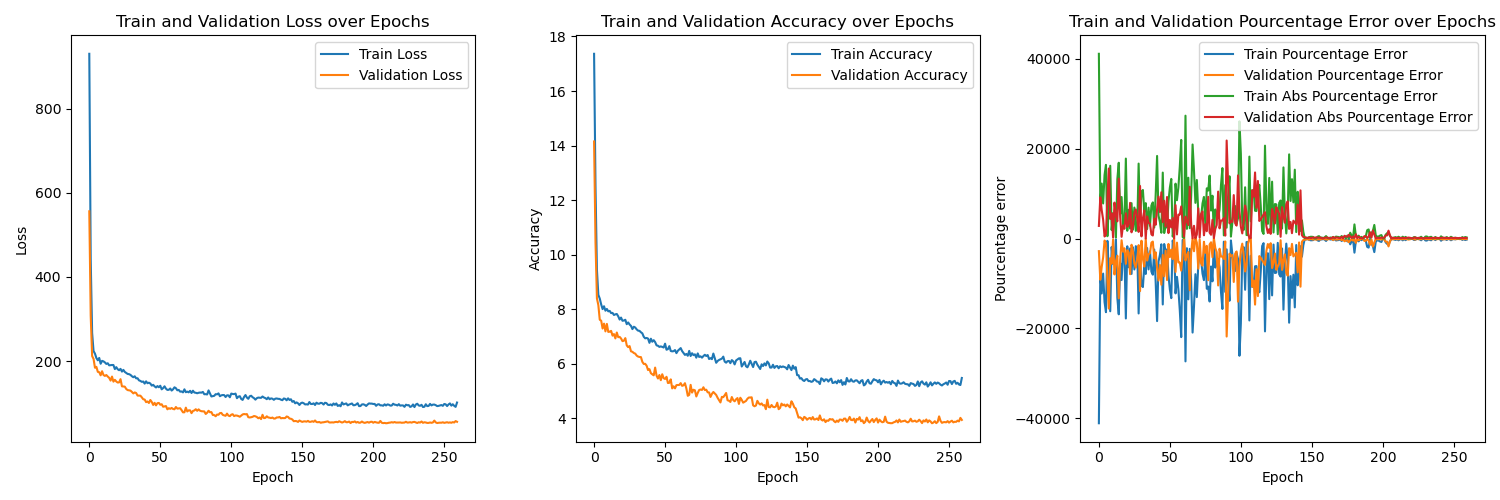 Train and Validation Loss over Epochs
Loss
800
600
400
200
0
50
100
150
200
250
Epoch
Train Loss
Validation Loss
Train and Validation Accuracy over Epochs
Accuracy
18
16
14
12
10
8
6
4
0
50
100
150
200
250
Epoch
Train Accuracy
Validation Accuracy
Train and Validation Pourcentage Error over Epochs
Pourcentage error
40000
20000
0
−20000
−40000
0
50
100
150
200
250
Epoch
Train Pourcentage Error
Validation Pourcentage Error
Train Abs Pourcentage Error
Validation Abs Pourcentage Error